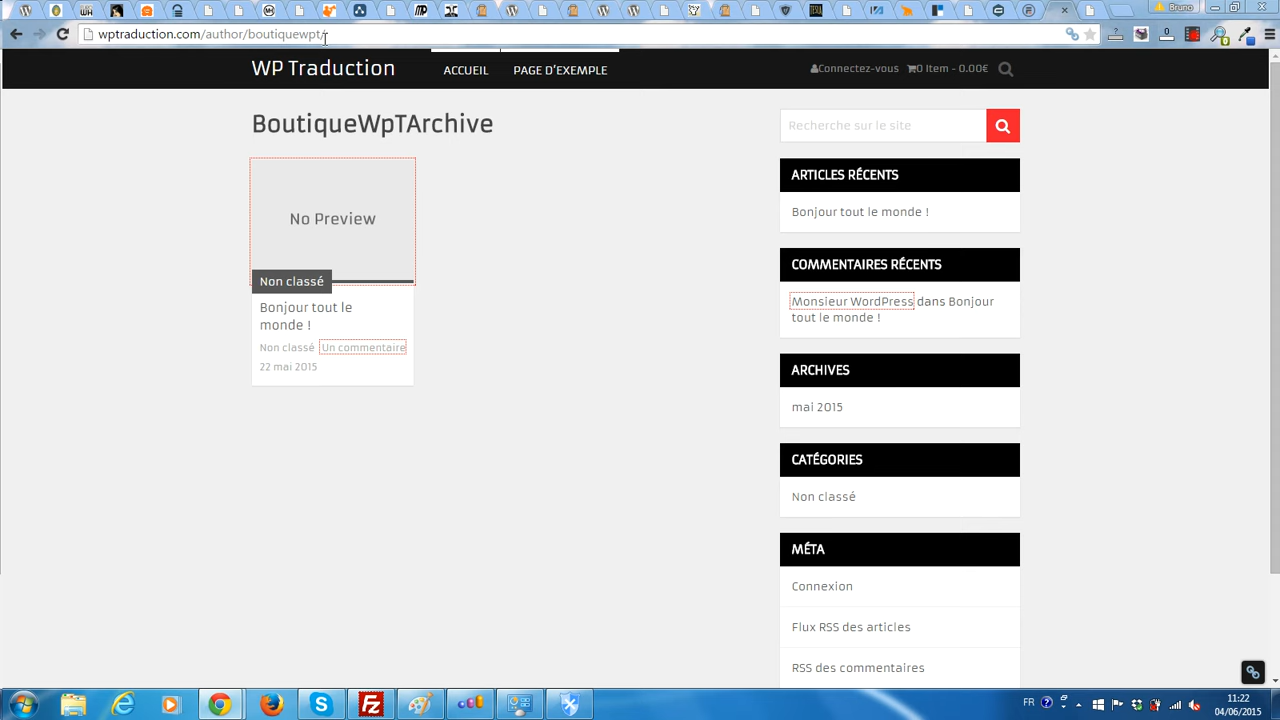 Bruno
wptraduction.com/author/boutiquewpt/
WP Traduction
ACCUEIL
PAGE D'EXEMPLE
Connectez-vous
0 Item - 0.00€
BoutiqueWpTArchive
No Preview
Non classé
Bonjour tout le
monde !
Non classé Un commentaire
22 mai 2015
Recherche sur le site
ARTICLES RÉCENTS
Bonjour tout le monde !
COMMENTAIRES RÉCENTS
Monsieur WordPress dans Bonjour
tout le monde !
ARCHIVES
mai 2015
CATÉGORIES
Non classé
MÉTA
Connexion
Flux RSS des articles
RSS des commentaires
FR
11:22
04/06/2015